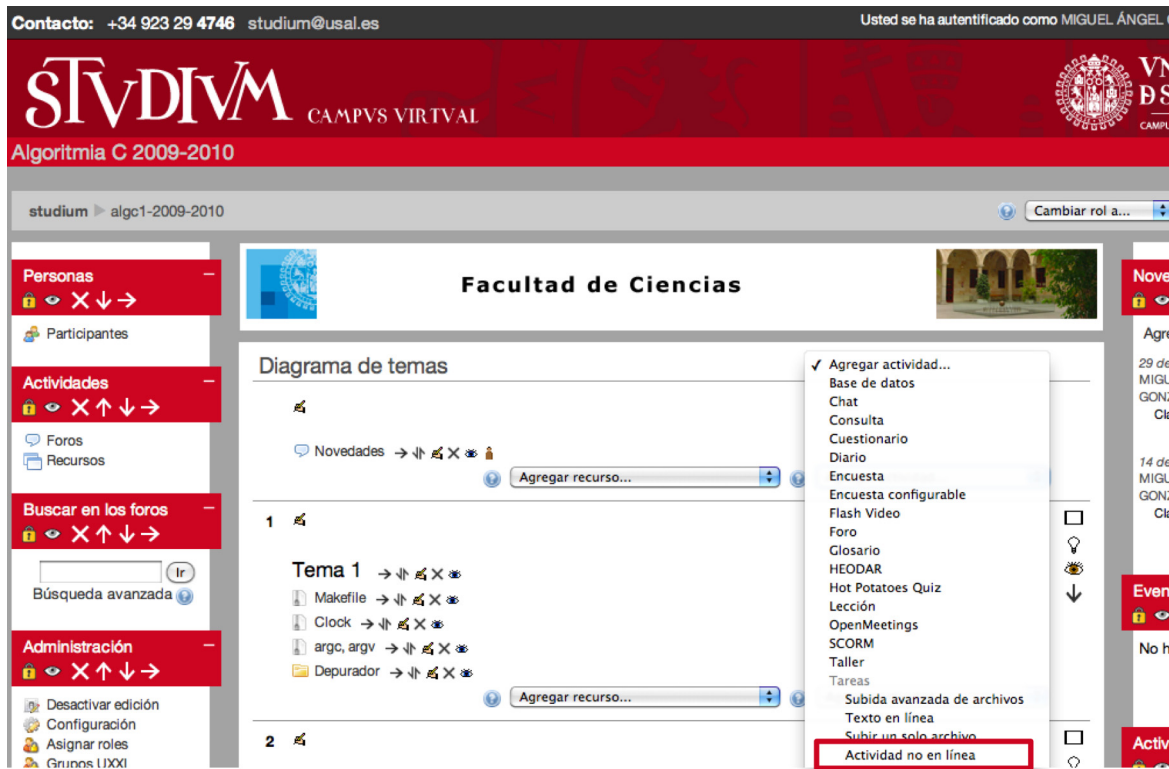 Contacto: +34 923 29 4746 studium@usal.es
Usted se ha autentificado como MIGUEL ÁNGEL
STVDIVM CAMPVS VIRTVAL
VN
D S
CAMPU
Algoritmia C 2009-2010
studium algc1-2009-2010
Cambiar rol a...
Personas
Participantes
Actividades
Foros
Recursos
Buscar en los foros
Ir
Búsqueda avanzada
Administración
Desactivar edición
Configuración
Asignar roles
Grupos UXXI
Facultad de Ciencias
Diagrama de temas
Novedades
Agregar recurso...
1
Tema 1
Makefile
Clock
argc, argv
Depurador
Agregar recurso...
2
Agregar actividad...
Base de datos
Chat
Consulta
Cuestionario
Diario
Encuesta
Encuesta configurable
Flash Video
Foro
Glosario
HEODAR
Hot Potatoes Quiz
Lección
OpenMeetings
SCORM
Taller
Tareas
Subida avanzada de archivos
Texto en línea
Subir un solo archivo
Actividad no en línea
Nove
Agre
29 de
MIGU
GONZ
Cla
14 de
MIGU
GONZ
Cla
Even
No h
Activ